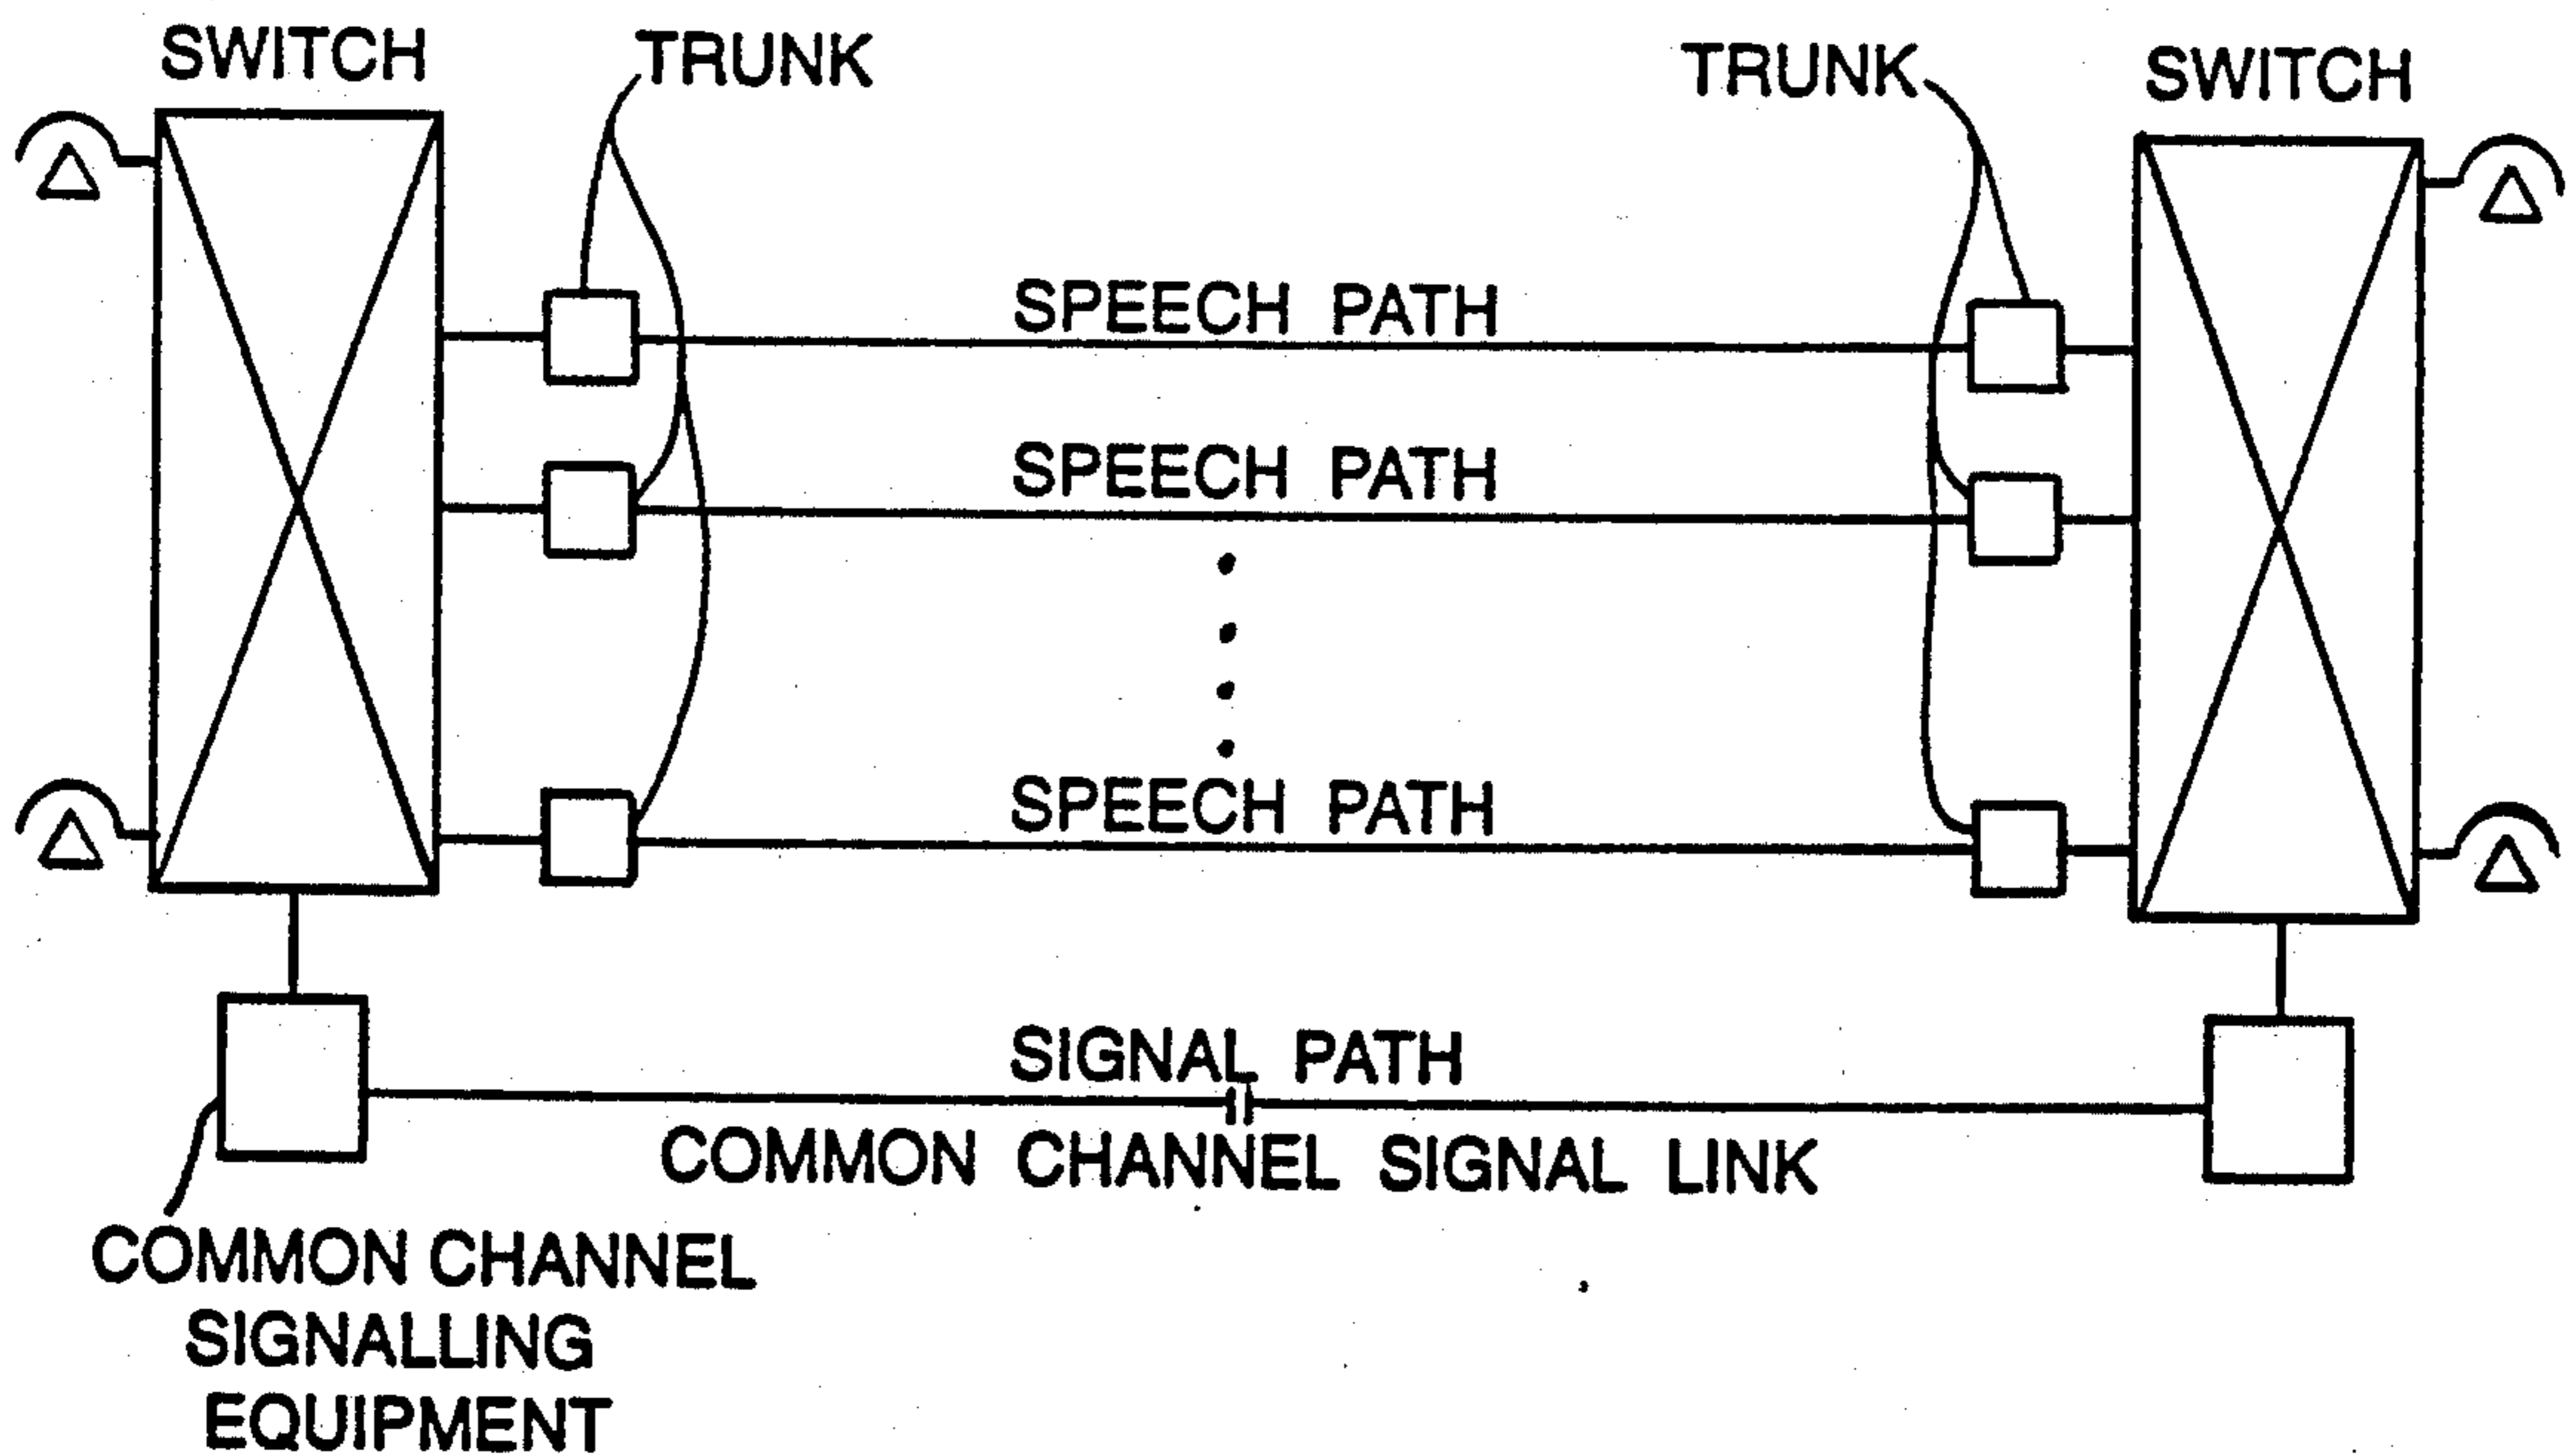 SWITCH
TRUNK
TRUNK
SWITCH
SPEECH PATH
SPEECH PATH
SPEECH PATH
SIGNAL PATH
COMMON CHANNEL SIGNAL LINK
COMMON CHANNEL
SIGNALLING
EQUIPMENT